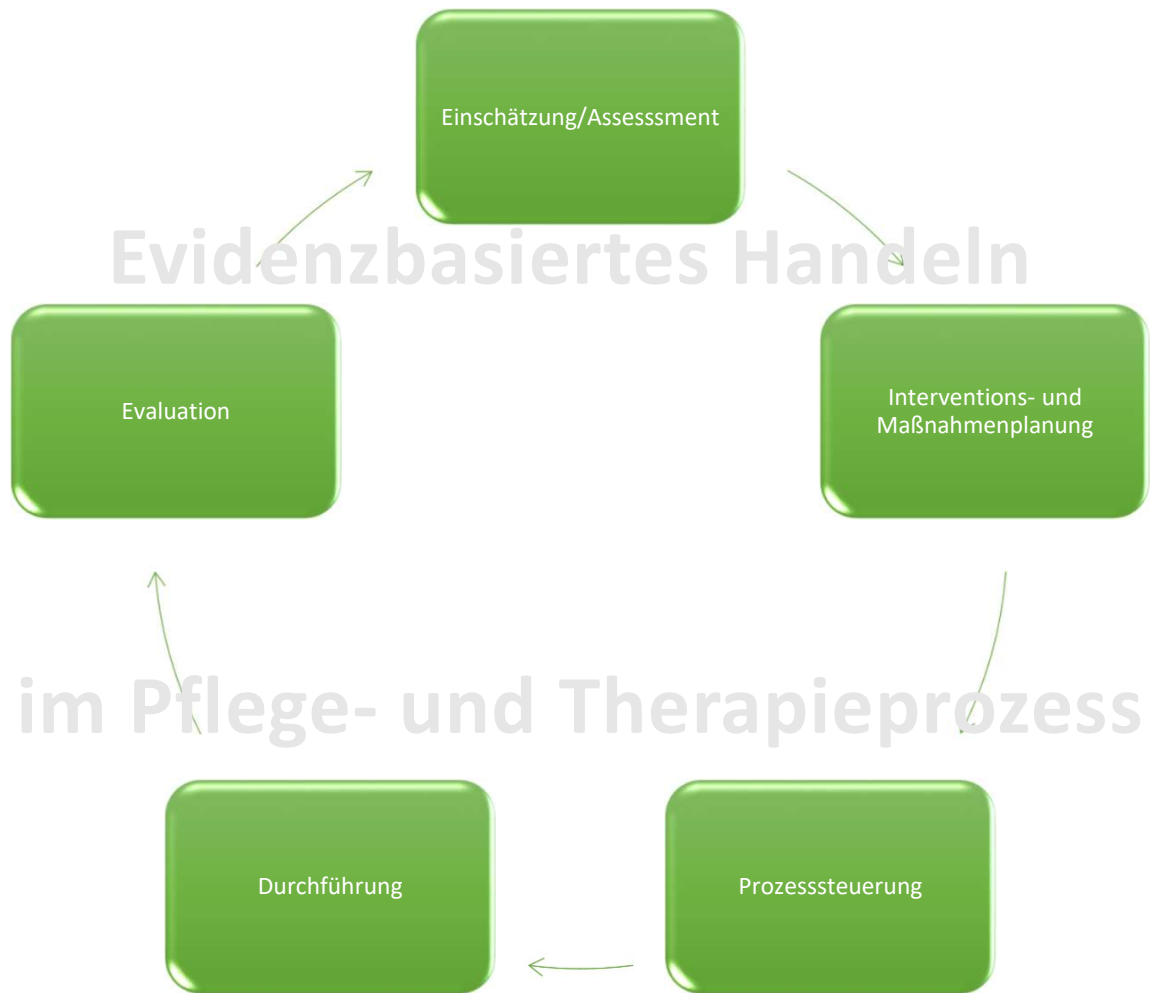 Einschätzung/Assesssment
Evidenzbasiertes Handeln
Evaluation
Interventions- und
Maßnahmenplanung
im Pflege- und Therapieprozess
Durchführung
Prozesssteuerung